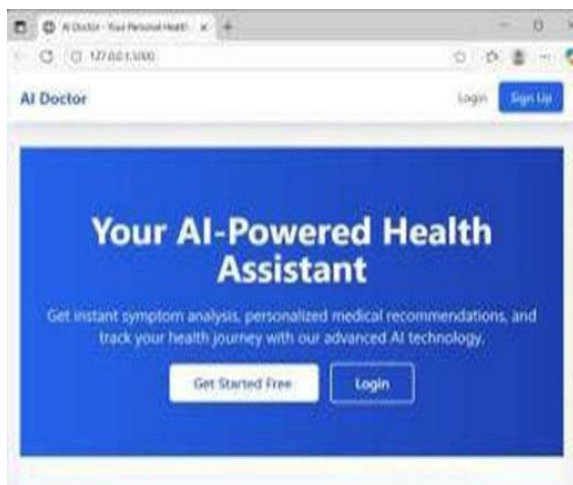 AI Doctor - Your Personal Health
127.0.0.1:5000
AI Doctor
Login
Sign Up
Your AI-Powered Health
Assistant
Get instant symptom analysis, personalized medical recommendations, and
track your health journey with our advanced AI technology.
Get Started Free
Login